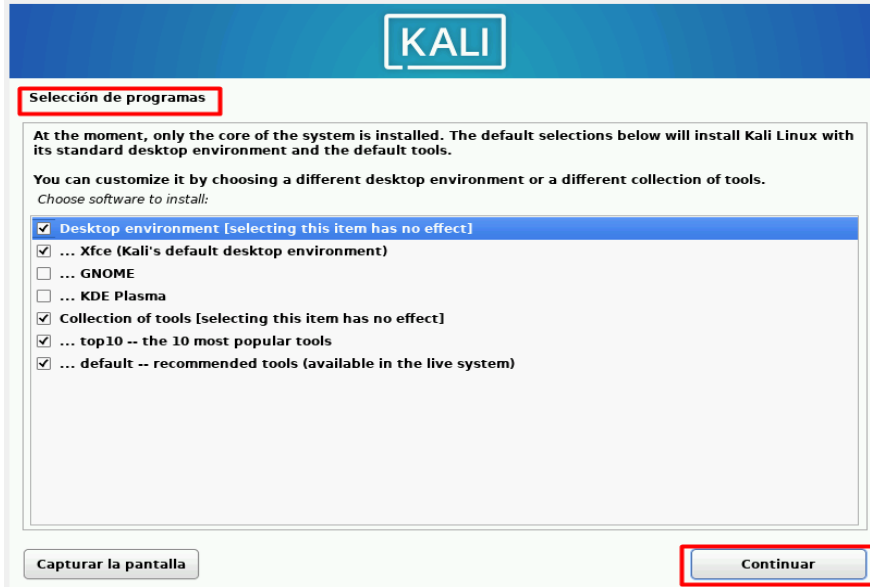 KALI
Selección de programas
At the moment, only the core of the system is installed. The default selections below will install Kali Linux with
its standard desktop environment and the default tools.
You can customize it by choosing a different desktop environment or a different collection of tools.
Choose software to install:
Desktop environment [selecting this item has no effect]
... Xfce (Kali's default desktop environment)
... GNOME
... KDE Plasma
Collection of tools [selecting this item has no effect]
... top10 -- the 10 most popular tools
... default -- recommended tools (available in the live system)
Capturar la pantalla
Continuar